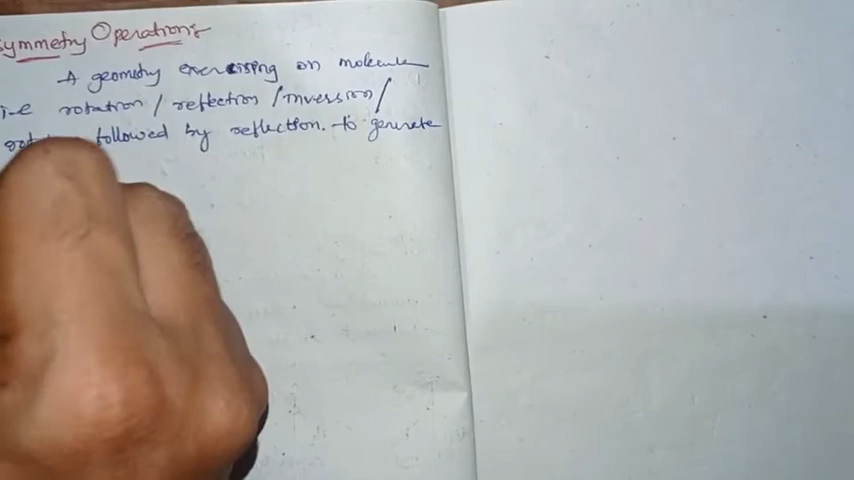 Symmetry Operations
A geometry exercising on molecule
i-e rotation / reflection / inversion /
followed by reflection. to generate